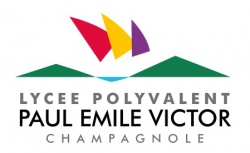 LYCEE POLYVALENT
PAUL EMILE VICTOR
CHAMPAGNOLE